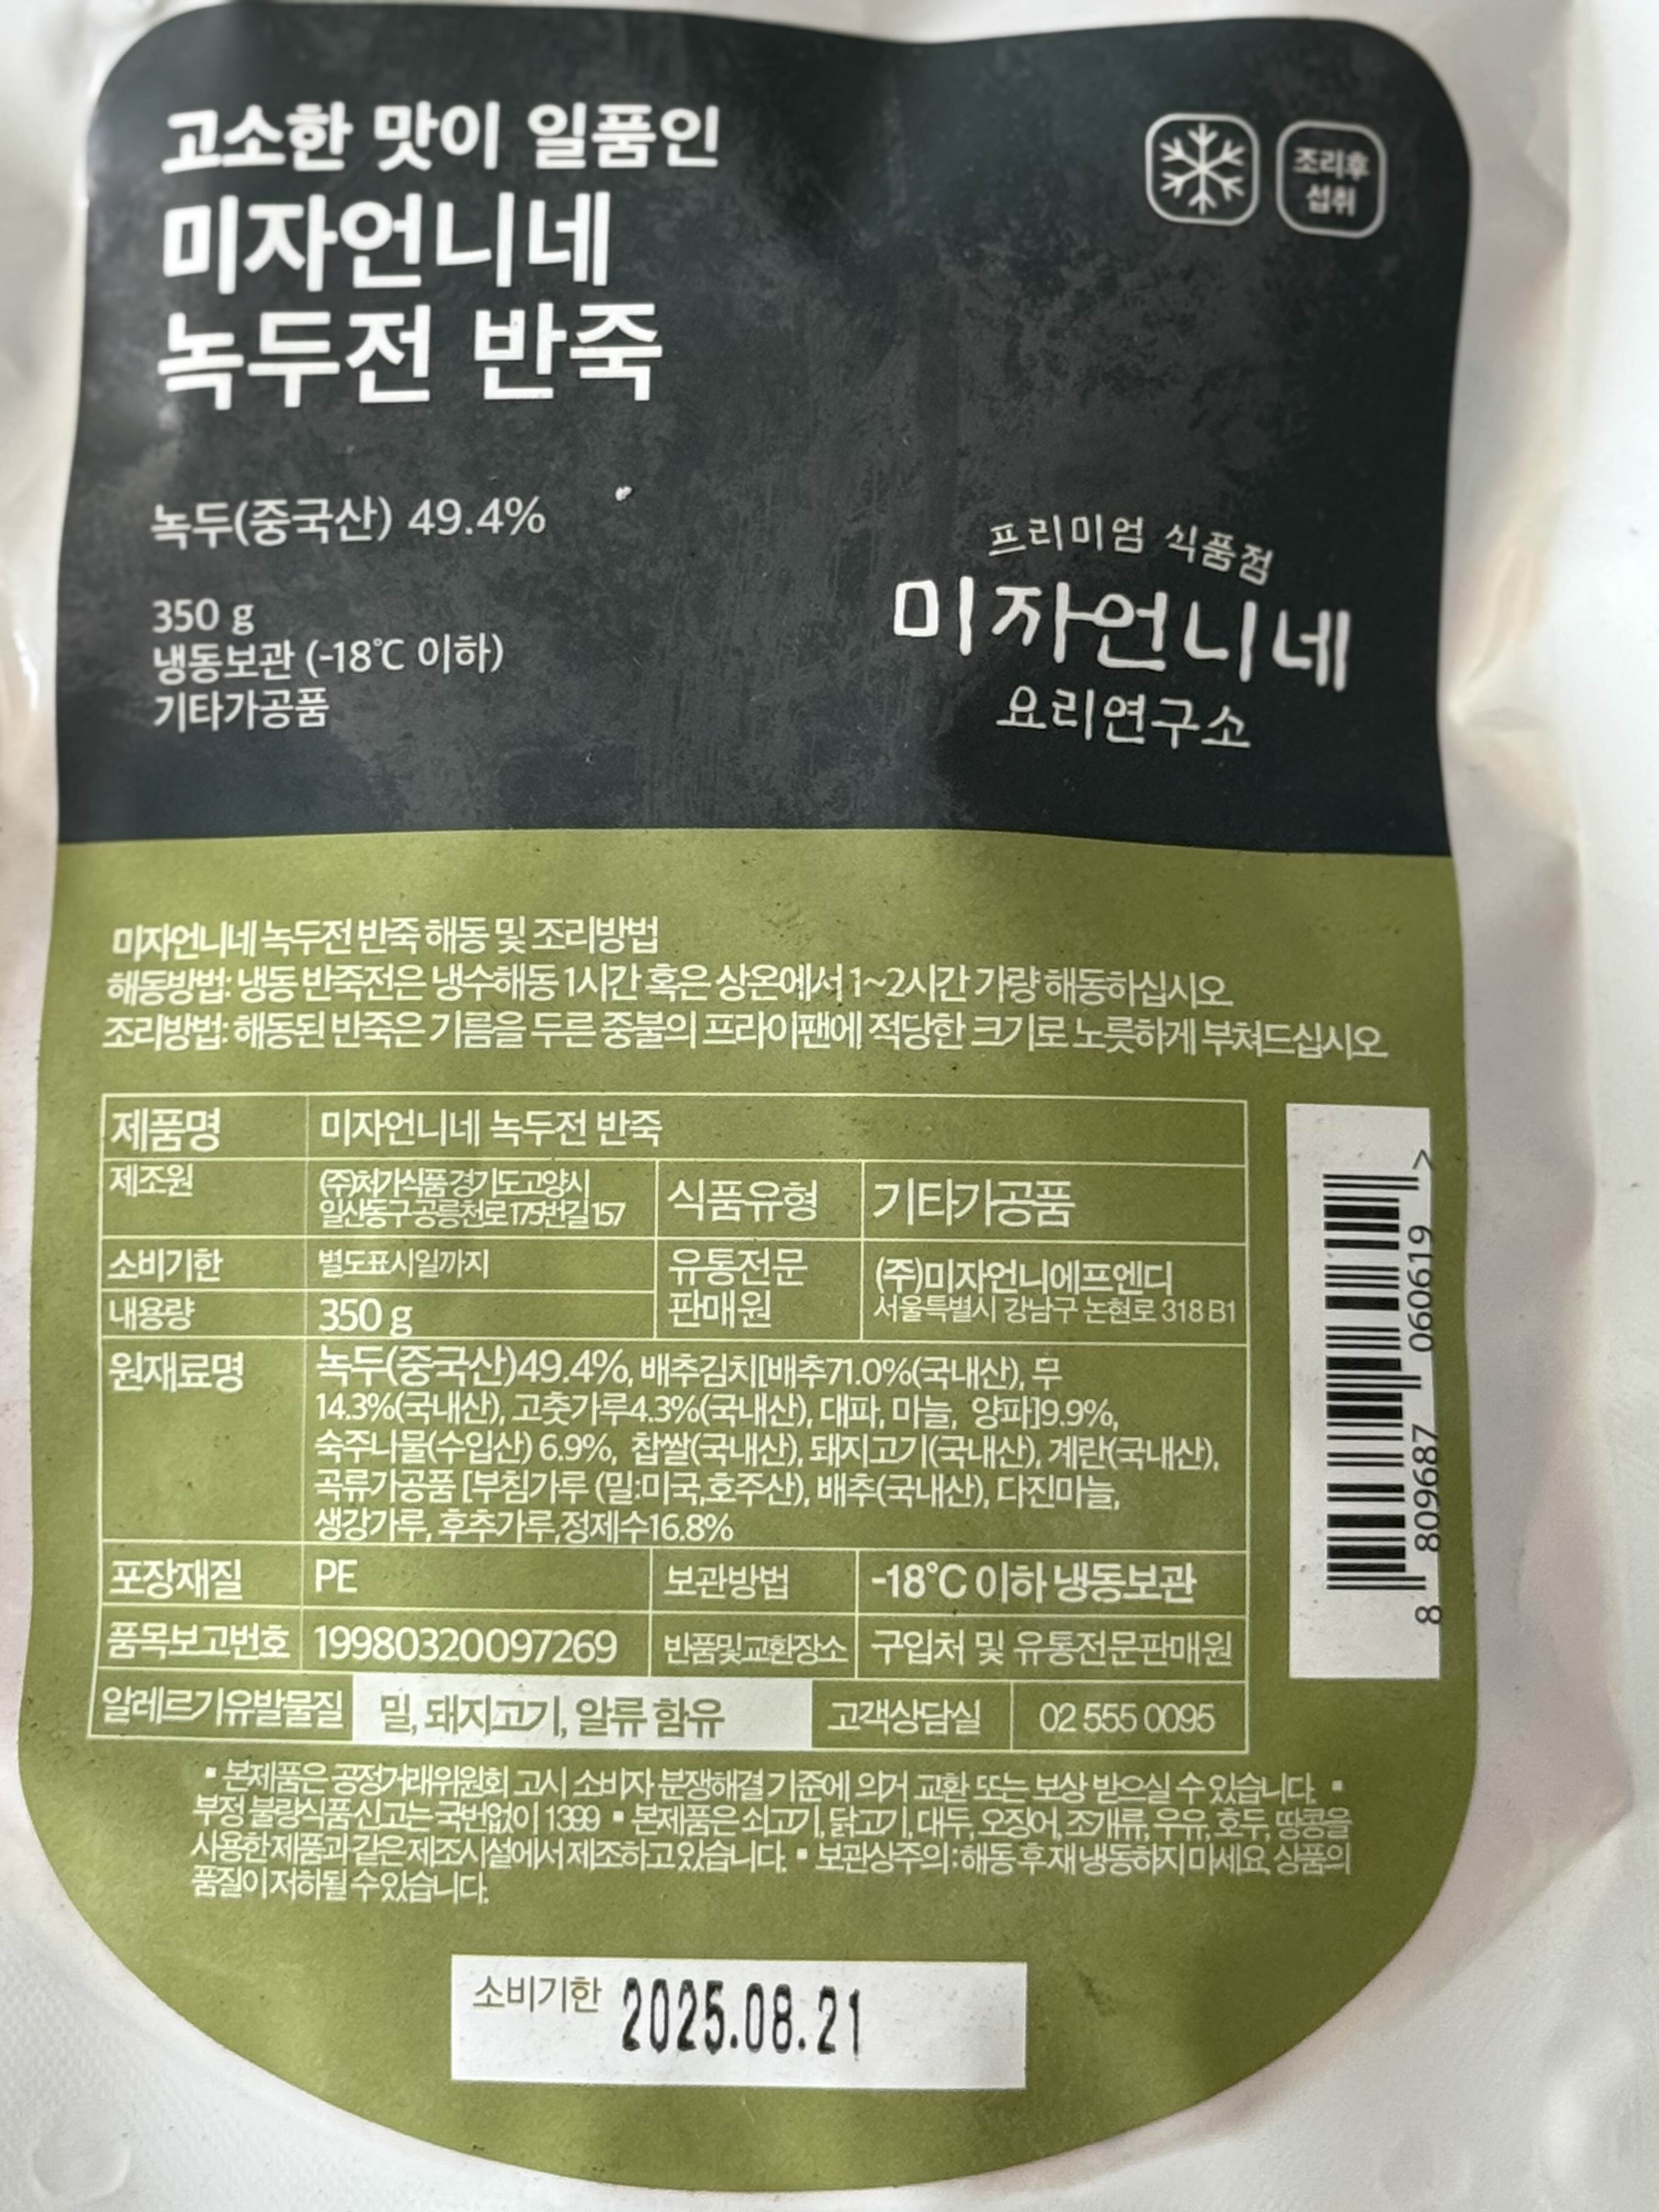 고소한 맛이 일품인
미자언니네
녹두전 반죽
조리후
섭취
녹두(중국산) 49.4%
350 g
냉동보관 (-18℃ 이하)
기타가공품
프리미엄 식품점
미자언니네
요리연구소
미자언니네 녹두전 반죽 해동 및 조리방법
해동방법: 냉동 반죽전은 냉수해동 1시간 혹은 상온에서 1~2시간 가량 해동하십시오
조리방법: 해동된 반죽은 기름을 두른 중불의 프라이팬에 적당한 크기로 노릇하게 부쳐드십시오
제품명 미자언니네 녹두전 반죽
제조원 (주)처가식품 경기도 고양시
일산동구 공릉천로 175번길 157
식품유형 기타가공품
소비기한 별도표시일까지
내용량 350 g
유통전문
판매원
(주)미자언니에프엔디
서울특별시 강남구 논현로 318 B1
원재료명 녹두(중국산)49.4%, 배추김치[배추71.0%(국내산), 무
14.3%(국내산), 고춧가루4.3%(국내산), 대파, 마늘, 양파]9.9%,
숙주나물(수입산) 6.9%, 찹쌀(국내산), 돼지고기(국내산), 계란(국내산),
곡류가공품 [부침가루 (밀:미국,호주산), 배추(국내산), 다진마늘,
생강가루, 후추가루,정제수16.8%
포장재질 PE 보관방법 -18℃ 이하 냉동보관
품목보고번호 19980320097269 반품및교환장소 구입처 및 유통전문판매원
알레르기유발물질 밀, 돼지고기, 알류 함유 고객상담실 02 555 0095
▪ 본제품은 공정거래위원회 고시 소비자 분쟁해결 기준에 의거 교환 또는 보상 받으실 수 있습니다. ▪
부정 불량식품 신고는 국번없이 1399 ▪ 본제품은 쇠고기, 닭고기, 대두, 오징어, 조개류, 우유, 호두, 땅콩을
사용한 제품과 같은 제조시설에서 제조하고 있습니다. ▪ 보관상주의 : 해동 후 재 냉동하지 마세요. 상품의
품질이 저하될 수 있습니다.
소비기한 2025.08.21
8 809687 060619 >